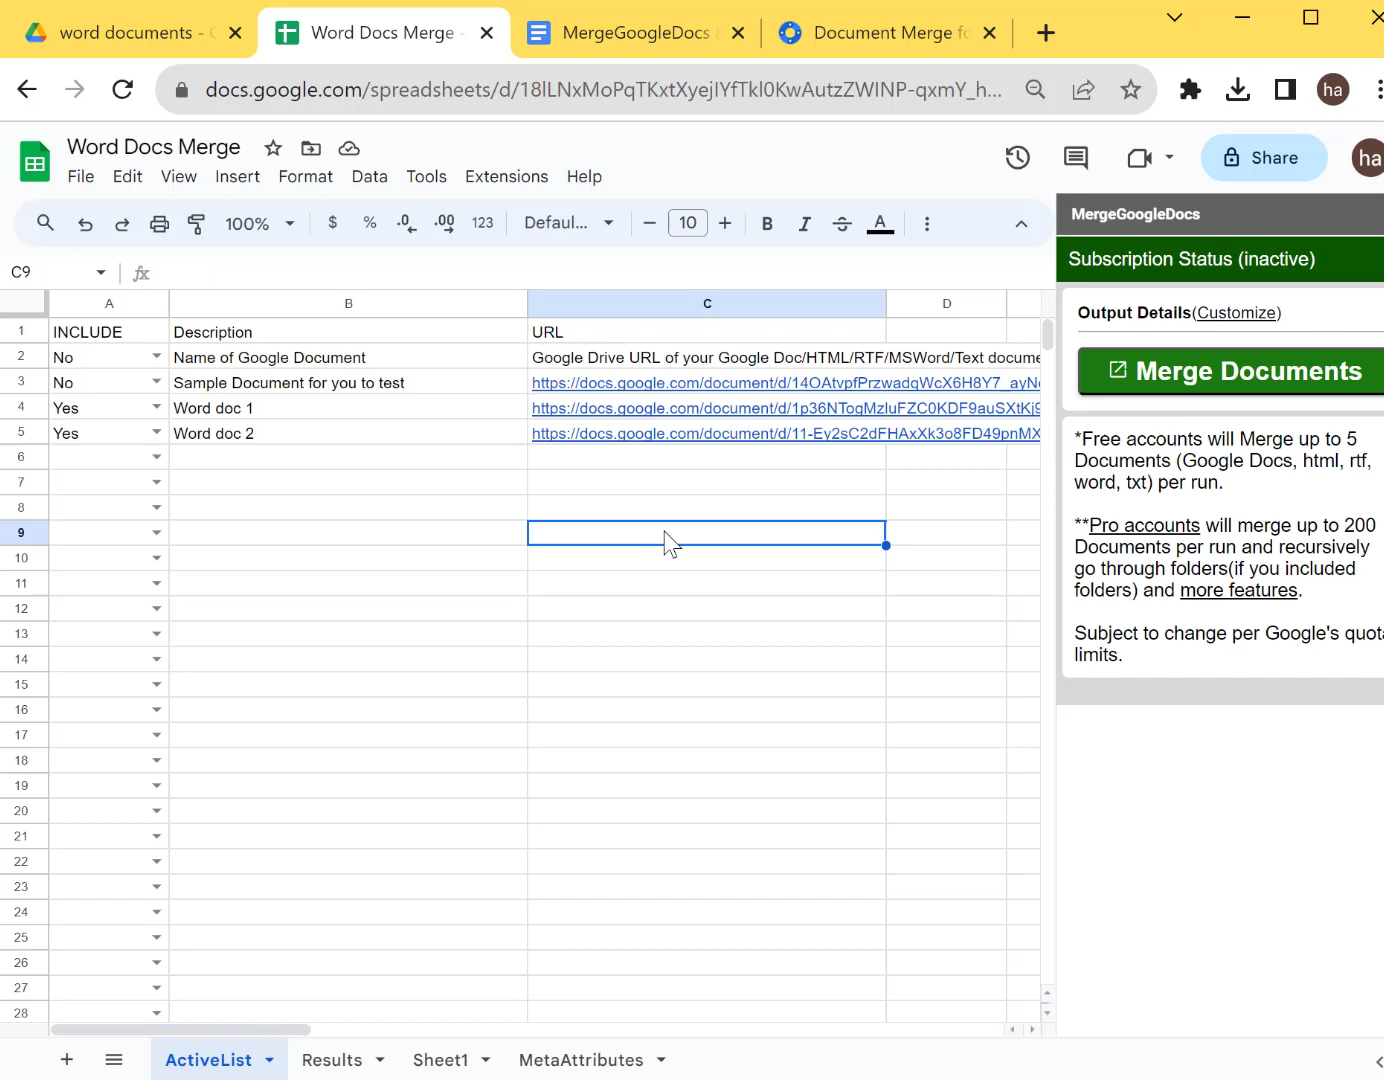 word documents -
Word Docs Merge -
MergeGoogleDocs
Document Merge fo
docs.google.com/spreadsheets/d/18lLNxMoPqTKxtXyejIYfTkl0KwAutzZWINP-qxmY_h...
ha
Word Docs Merge
Share
ha
File Edit View Insert Format Data Tools Extensions Help
100% $ % .0 .00 123 Defaul... − 10 + B I S A
C9 fx
A B C D
1 INCLUDE Description URL
2 No Name of Google Document Google Drive URL of your Google Doc/HTML/RTF/MSWord/Text docume
3 No Sample Document for you to test https://docs.google.com/document/d/14OAtvpfPrzwadqWcX6H8Y7_ayN
4 Yes Word doc 1 https://docs.google.com/document/d/1p36NTogMzluFZC0KDF9auSXtKj9
5 Yes Word doc 2 https://docs.google.com/document/d/11-Ey2sC2dFHAxXk3o8FD49pnMX
6
7
8
9
10
11
12
13
14
15
16
17
18
19
20
21
22
23
24
25
26
27
28
ActiveList Results Sheet1 MetaAttributes
MergeGoogleDocs
Subscription Status (inactive)
Output Details(Customize)
Merge Documents
*Free accounts will Merge up to 5
Documents (Google Docs, html, rtf,
word, txt) per run.
**Pro accounts will merge up to 200
Documents per run and recursively
go through folders(if you included
folders) and more features.
Subject to change per Google's quota
limits.